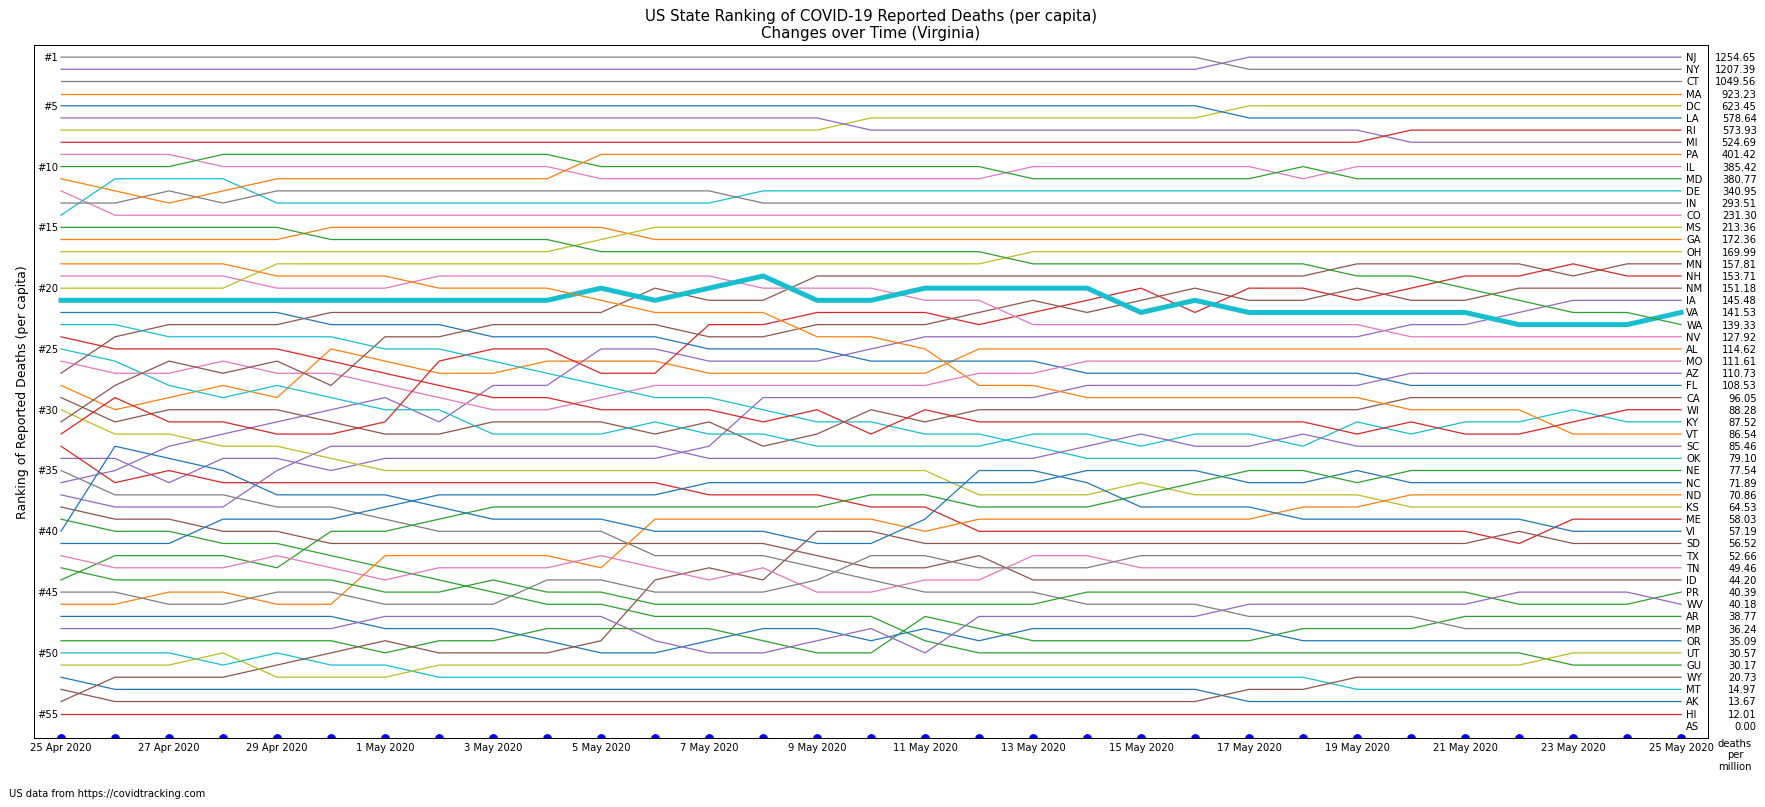 US State Ranking of COVID-19 Reported Deaths (per capita)
Changes over Time (Virginia)
Ranking of Reported Deaths (per capita)
#1
#5
#10
#15
#20
#25
#30
#35
#40
#45
#50
#55
NJ 1254.65
NY 1207.39
CT 1049.56
MA 923.23
DC 623.45
LA 578.64
RI 573.93
MI 524.69
PA 401.42
IL 385.42
MD 380.77
DE 340.95
IN 293.51
CO 231.30
MS 213.36
GA 172.36
OH 169.99
MN 157.81
NH 153.71
NM 151.18
IA 145.48
VA 141.53
WA 139.33
NV 127.92
AL 114.62
MO 111.61
AZ 110.73
FL 108.53
CA 96.05
WI 88.28
KY 87.52
VT 86.54
SC 85.46
OK 79.10
NE 77.54
NC 71.89
ND 70.86
KS 64.53
ME 58.03
VI 57.19
SD 56.52
TX 52.66
TN 49.46
ID 44.20
PR 40.39
WV 40.18
AR 38.77
MP 36.24
OR 35.09
UT 30.57
GU 30.17
WY 20.73
MT 14.97
AK 13.67
HI 12.01
AS 0.00
25 Apr 2020 27 Apr 2020 29 Apr 2020 1 May 2020 3 May 2020 5 May 2020 7 May 2020 9 May 2020 11 May 2020 13 May 2020 15 May 2020 17 May 2020 19 May 2020 21 May 2020 23 May 2020 25 May 2020
deaths
per
million
US data from https://covidtracking.com